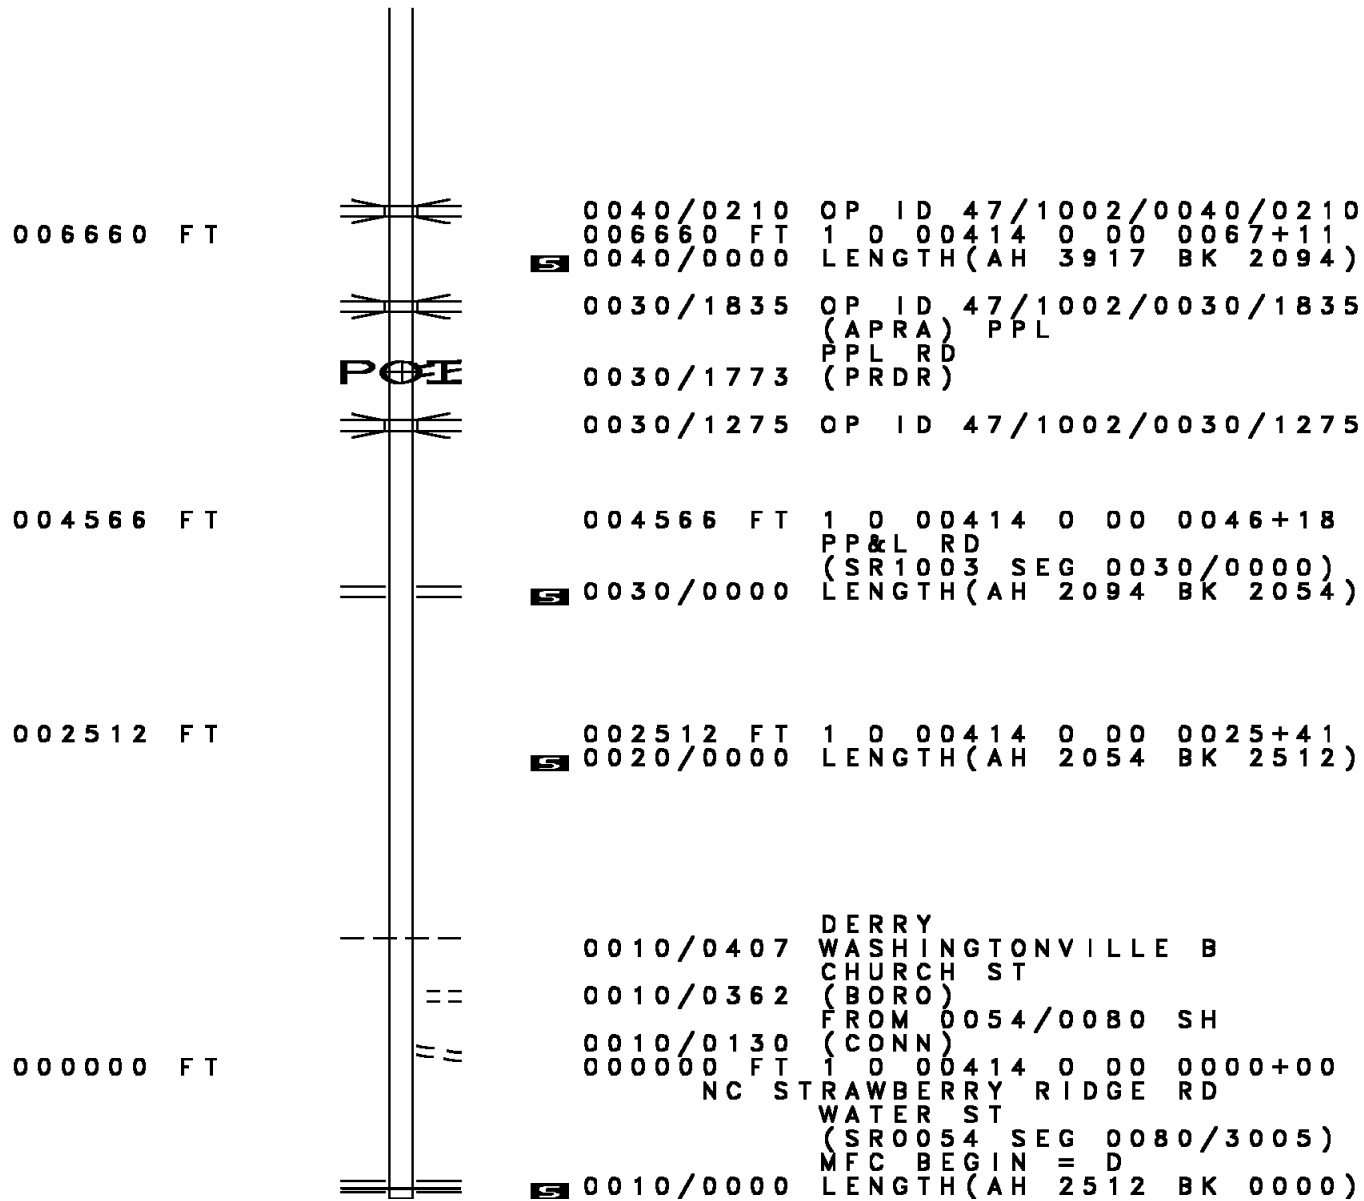 0040/0210 OP ID 47/1002/0040/0210
006660 FT 006660 FT 1 0 00414 0 00 0067+11
S 0040/0000 LENGTH(AH 3917 BK 2094)
0030/1835 OP ID 47/1002/0030/1835
(APRA) PPL
PPL RD
POI 0030/1773 (PRDR)
0030/1275 OP ID 47/1002/0030/1275
004566 FT 004566 FT 1 0 00414 0 00 0046+18
PP&L RD
(SR1003 SEG 0030/0000)
S 0030/0000 LENGTH(AH 2094 BK 2054)
002512 FT 002512 FT 1 0 00414 0 00 0025+41
S 0020/0000 LENGTH(AH 2054 BK 2512)
DERRY
0010/0407 WASHINGTONVILLE B
CHURCH ST
0010/0362 (BORO)
FROM 0054/0080 SH
0010/0130 (CONN)
000000 FT 000000 FT 1 0 00414 0 00 0000+00
NC STRAWBERRY RIDGE RD
WATER ST
(SR0054 SEG 0080/3005)
MFC BEGIN = D
S 0010/0000 LENGTH(AH 2512 BK 0000)